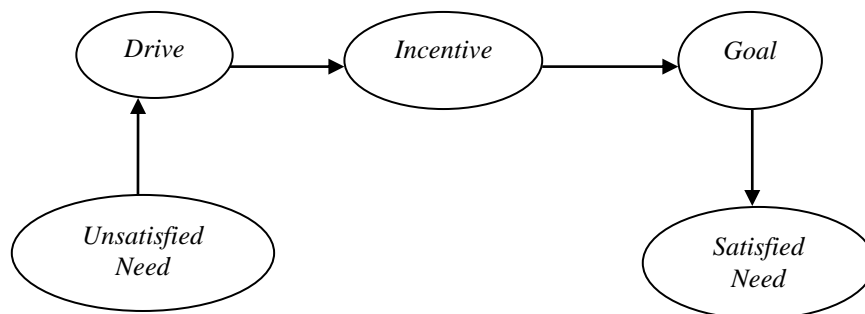 Drive
Incentive
Goal
Unsatisfied
Need
Satisfied
Need